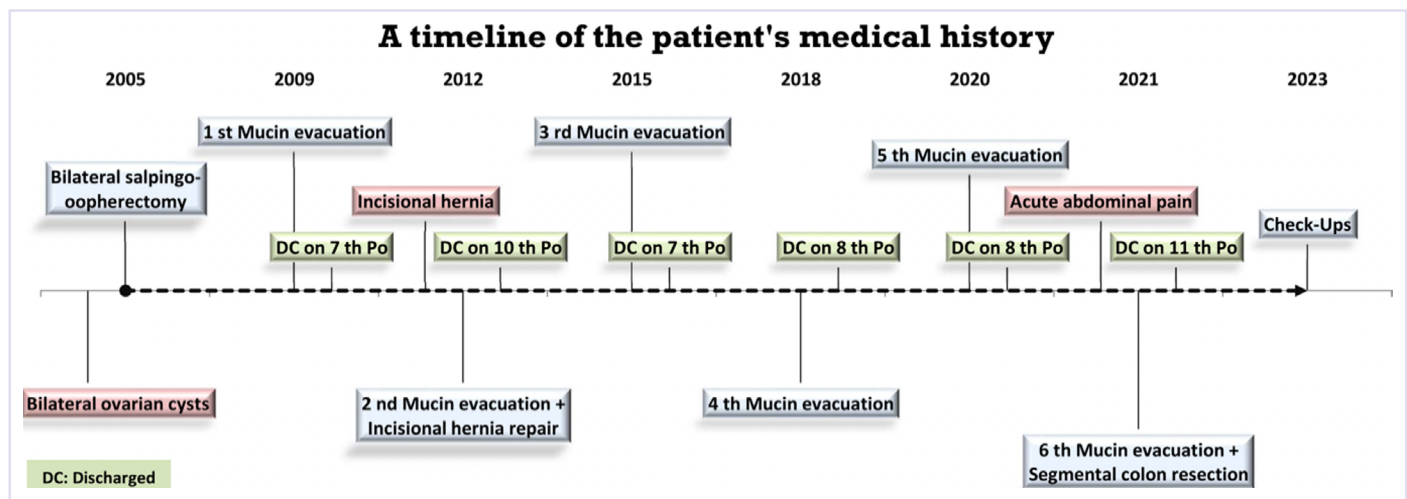 A timeline of the patient's medical history
2005 2009 2012 2015 2018 2020 2021 2023
1 st Mucin evacuation
3 rd Mucin evacuation
5 th Mucin evacuation
Bilateral salpingo-
oopherectomy
Incisional hernia
Acute abdominal pain
Check-Ups
DC on 7 th Po
DC on 10 th Po
DC on 7 th Po
DC on 8 th Po
DC on 8 th Po
DC on 11 th Po
Bilateral ovarian cysts
2 nd Mucin evacuation +
Incisional hernia repair
4 th Mucin evacuation
6 th Mucin evacuation +
Segmental colon resection
DC: Discharged